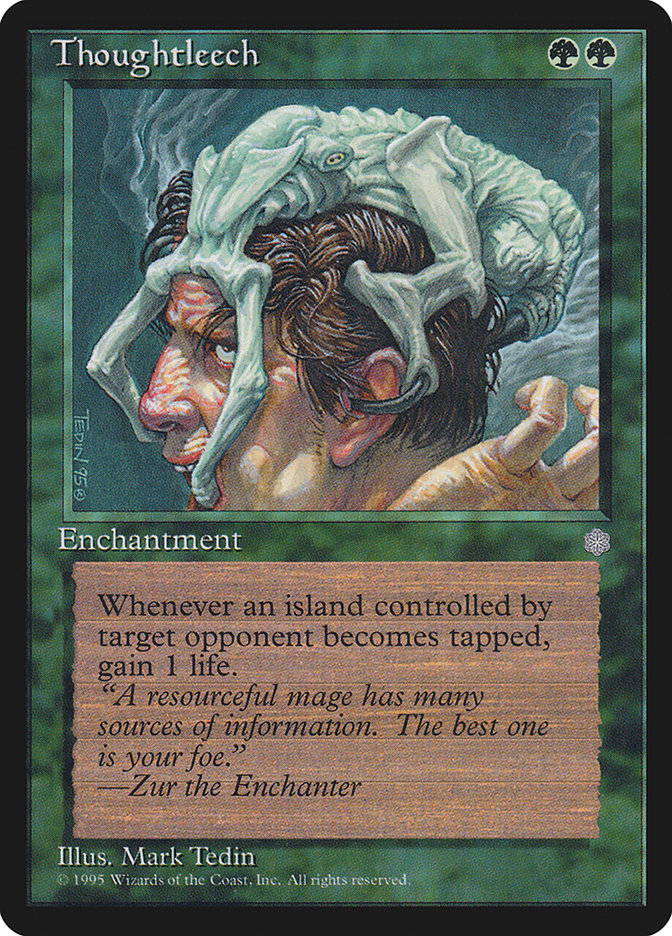 Thoughtleech
TEDIN 95©
Enchantment
Whenever an island controlled by
target opponent becomes tapped,
gain 1 life.
“A resourceful mage has many
sources of information. The best one
is your foe.”
—Zur the Enchanter
Illus. Mark Tedin
© 1995 Wizards of the Coast, Inc. All rights reserved.